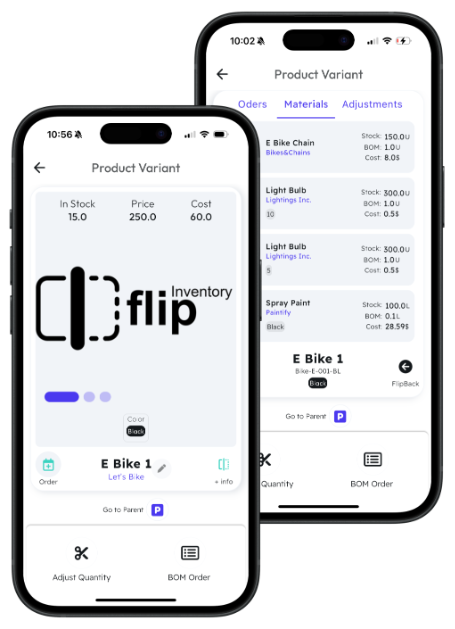 10:56
Product Variant
In Stock Price Cost
15.0 250.0 60.0
flip Inventory
Color
Black
Order
E Bike 1
Let's Bike
+ info
Go to Parent P
Adjust Quantity BOM Order
10:02
Product Variant
Oders Materials Adjustments
E Bike Chain
Bikes&Chains
Stock: 150.0U
BOM: 1.0U
Cost: 8.0$
Light Bulb
Lightings Inc.
10
Stock: 300.0U
BOM: 1.0U
Cost: 0.5$
Light Bulb
Lightings Inc.
5
Stock: 300.0U
BOM: 1.0U
Cost: 0.5$
Spray Paint
Paintify
Black
Stock: 100.0L
BOM: 0.1L
Cost: 28.59$
E Bike 1
Bike-E-001-BL
Black
FlipBack
Go to Parent P
Quantity BOM Order